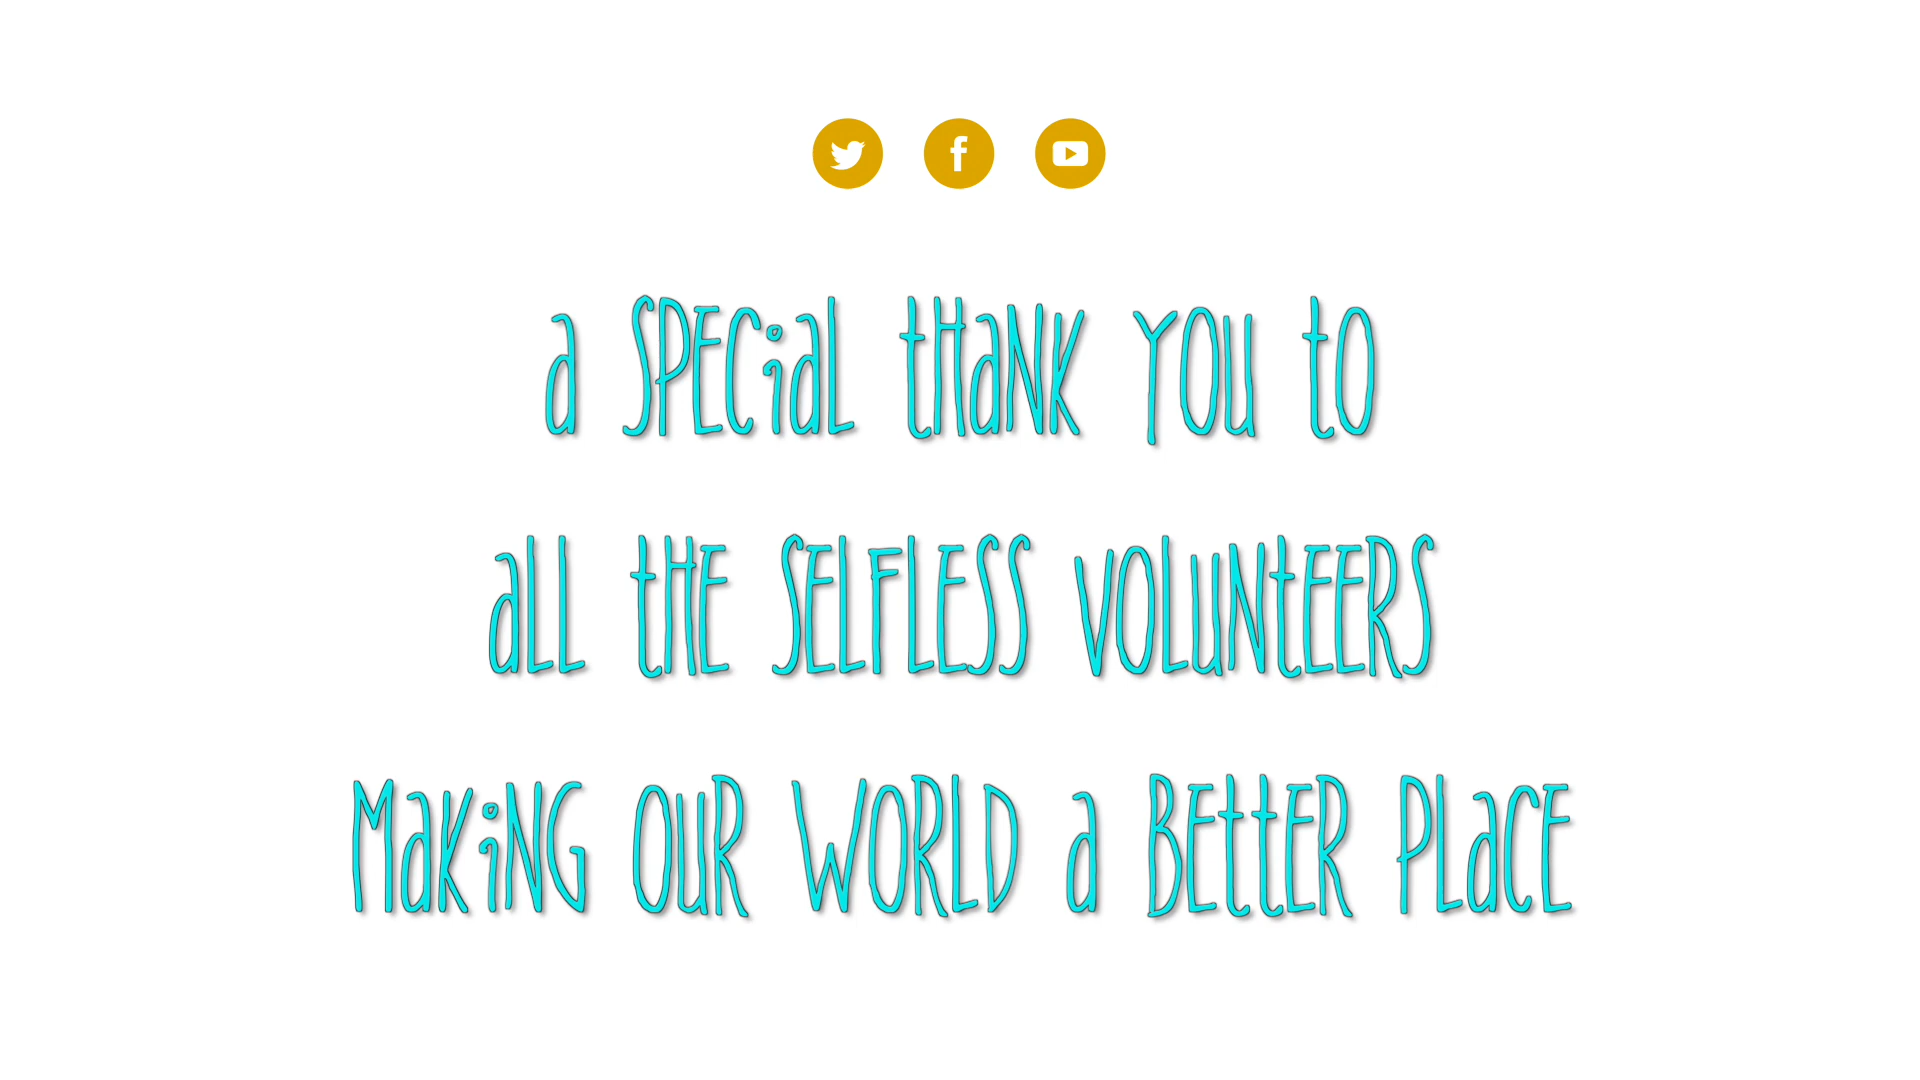 a SPECiaL tHaNK YOu tO
aLL tHE SELFLESS VOLuNtEERS
MaKiNG OuR WORLD a BEttER PLaCE